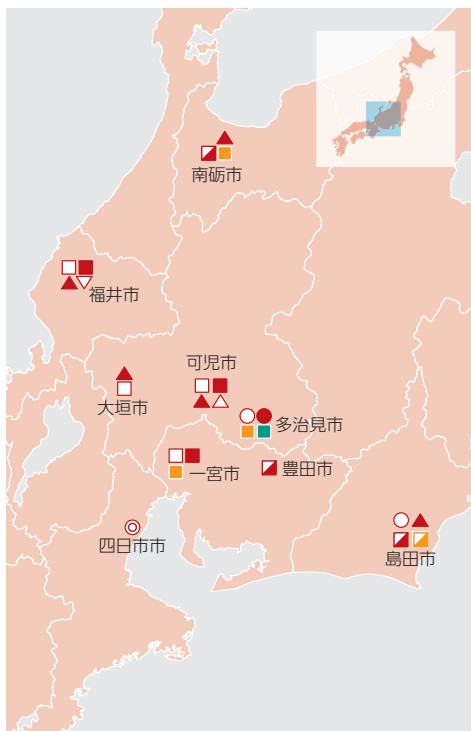 南砺市
福井市
可児市
大垣市
多治見市
一宮市
豊田市
四日市市
島田市